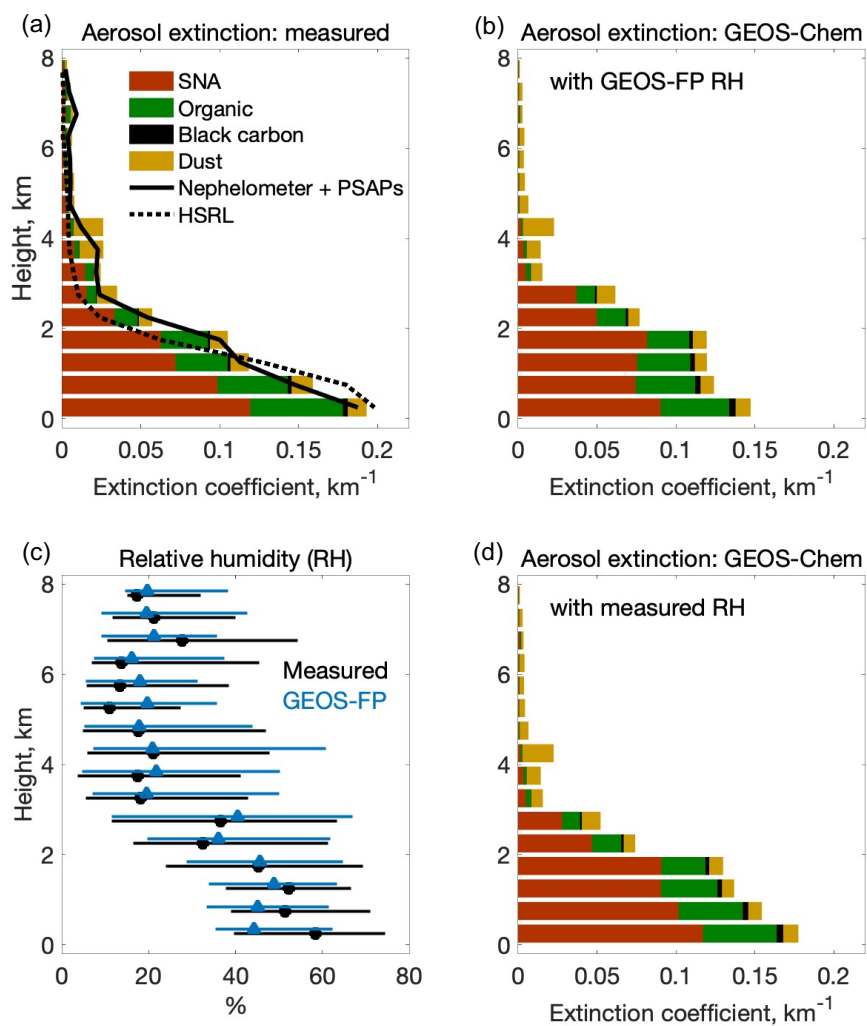 (a)
Aerosol extinction: measured
8
6
4
2
0
Height, km
SNA
Organic
Black carbon
Dust
Nephelometer + PSAPs
HSRL
0 0.05 0.1 0.15 0.2
Extinction coefficient, km⁻¹
(b)
Aerosol extinction: GEOS-Chem
with GEOS-FP RH
8
6
4
2
0
0 0.05 0.1 0.15 0.2
Extinction coefficient, km⁻¹
(c)
Relative humidity (RH)
8
6
4
2
0
Height, km
Measured
GEOS-FP
0 20 40 60 80
%
(d)
Aerosol extinction: GEOS-Chem
with measured RH
8
6
4
2
0
0 0.05 0.1 0.15 0.2
Extinction coefficient, km⁻¹